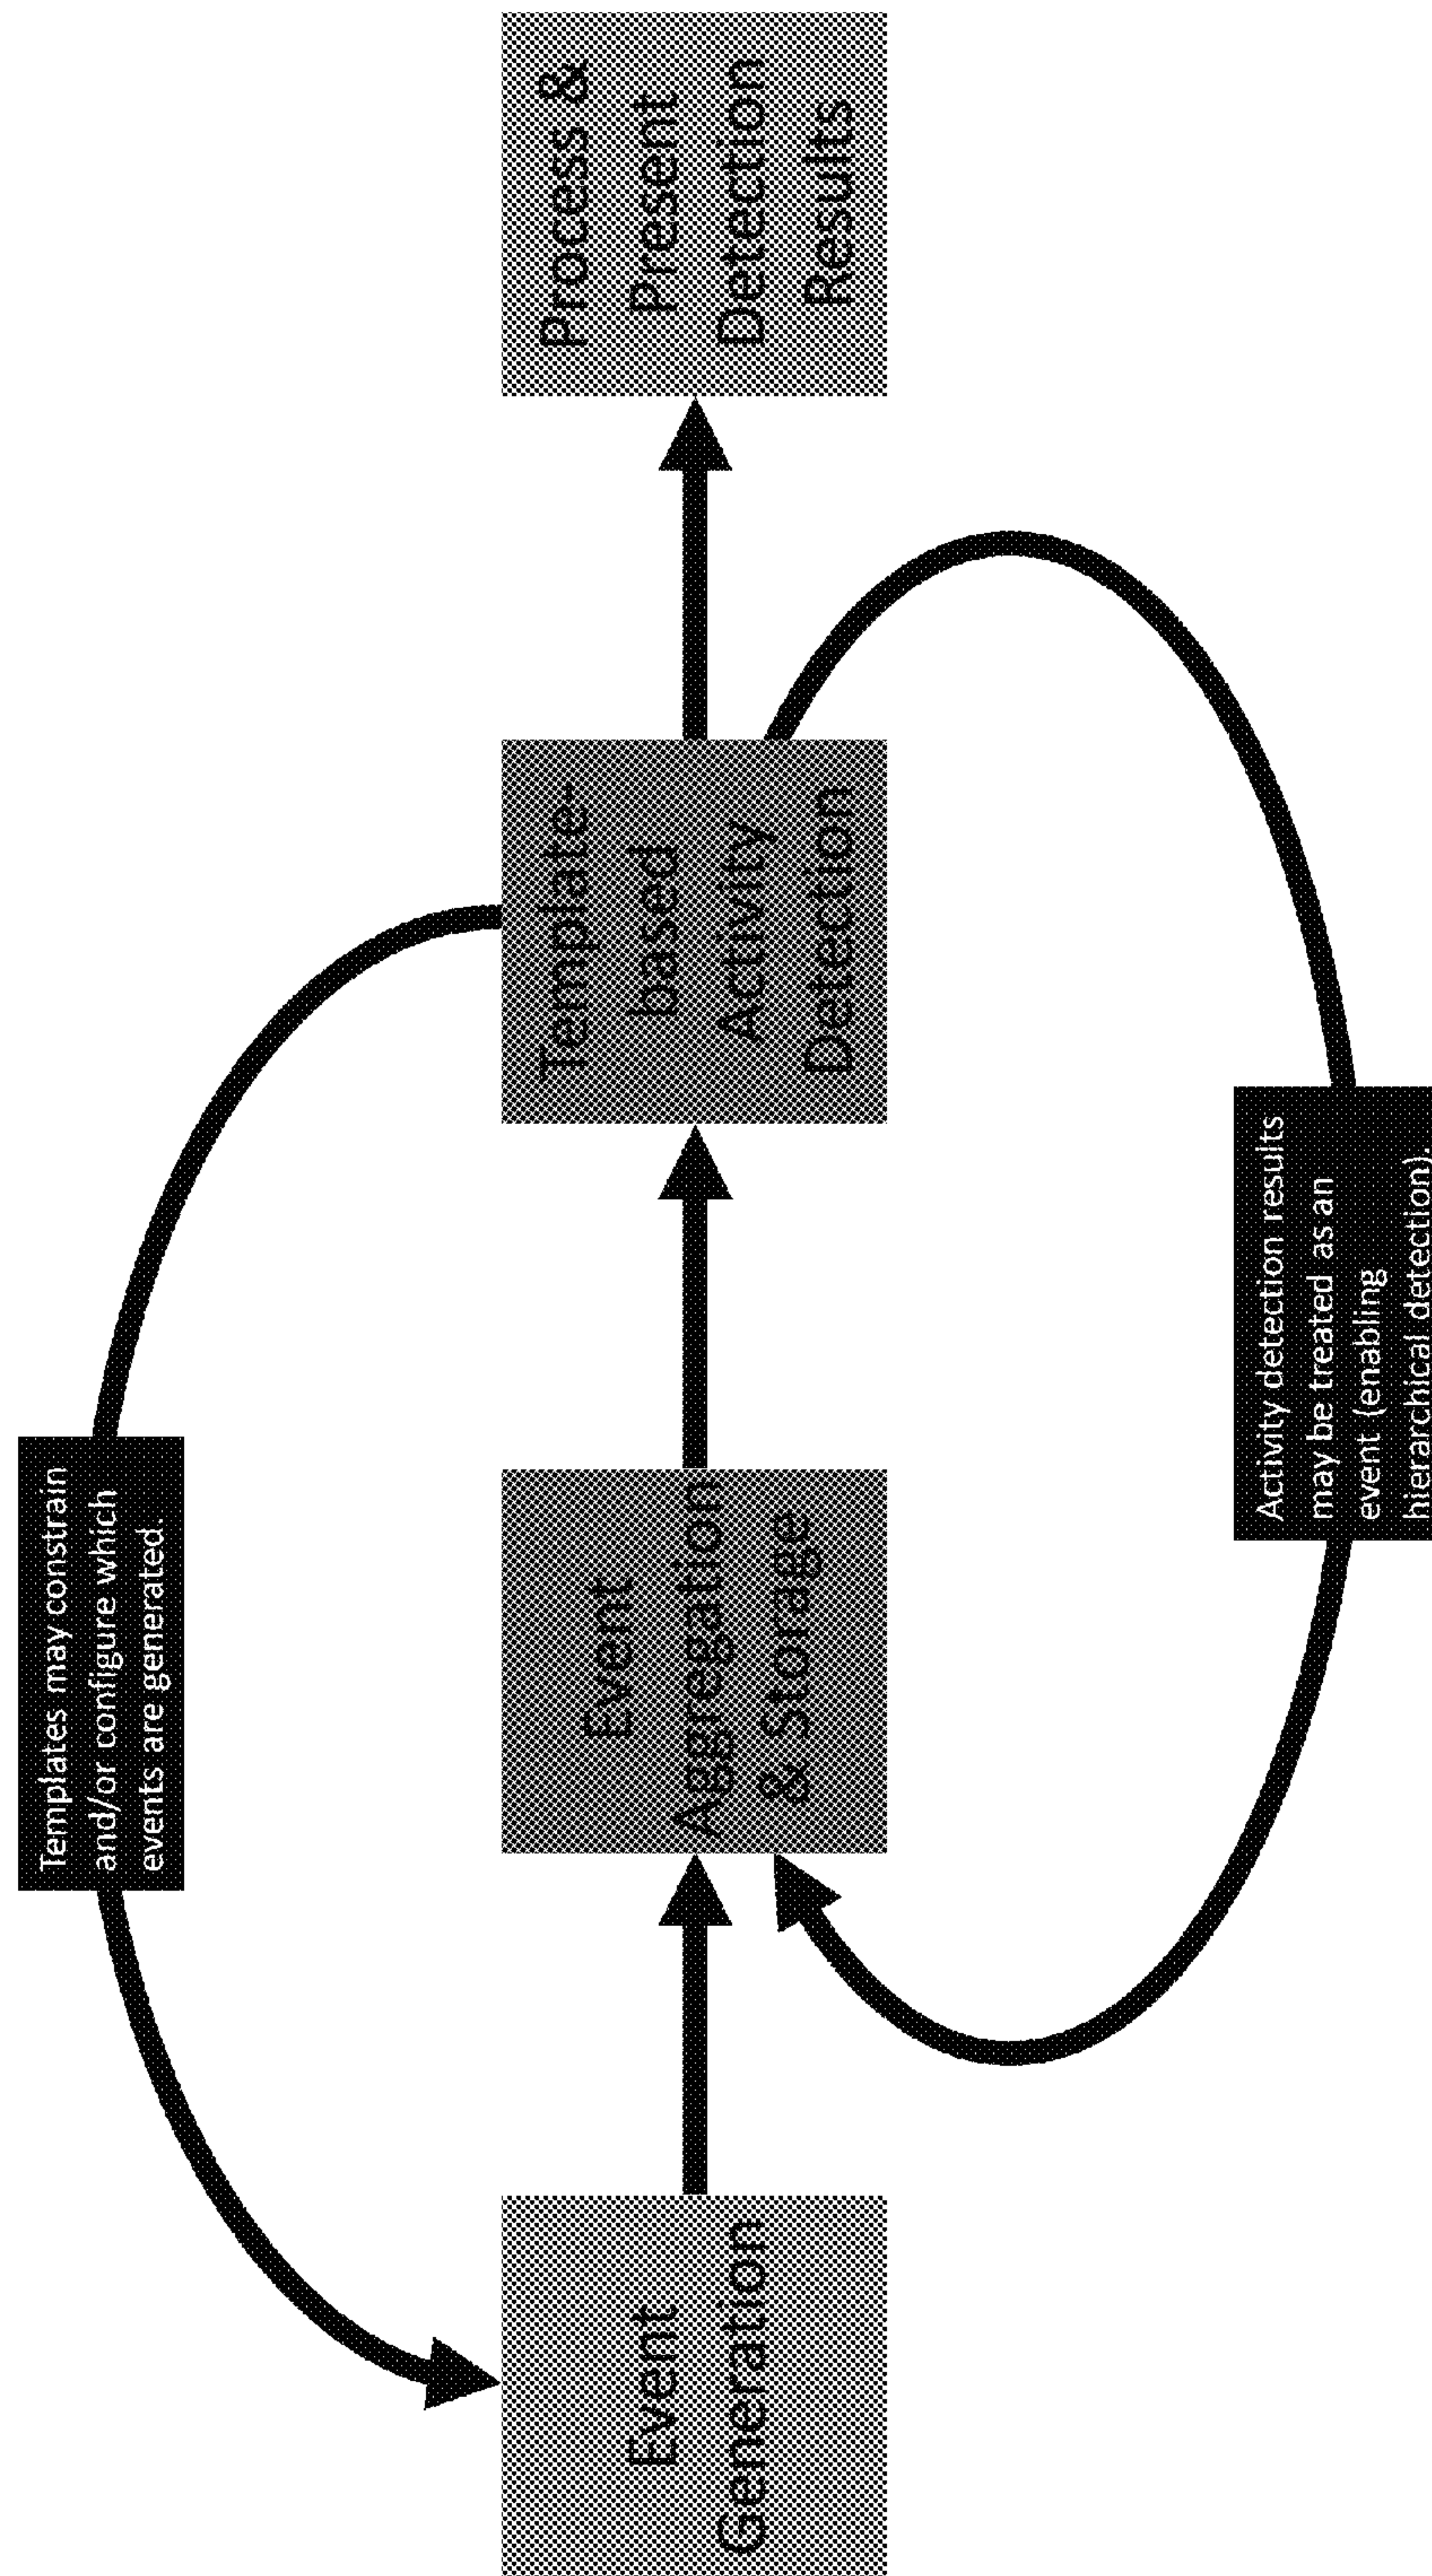 Templates may constrain
and/or configure which
events are generated.
Event
Generation
Event
Aggregation
& Storage
Template-
based
Activity
Detection
Process &
Present
Detection
Results
Activity detection results
may be treated as an
event (enabling
hierarchical detection).